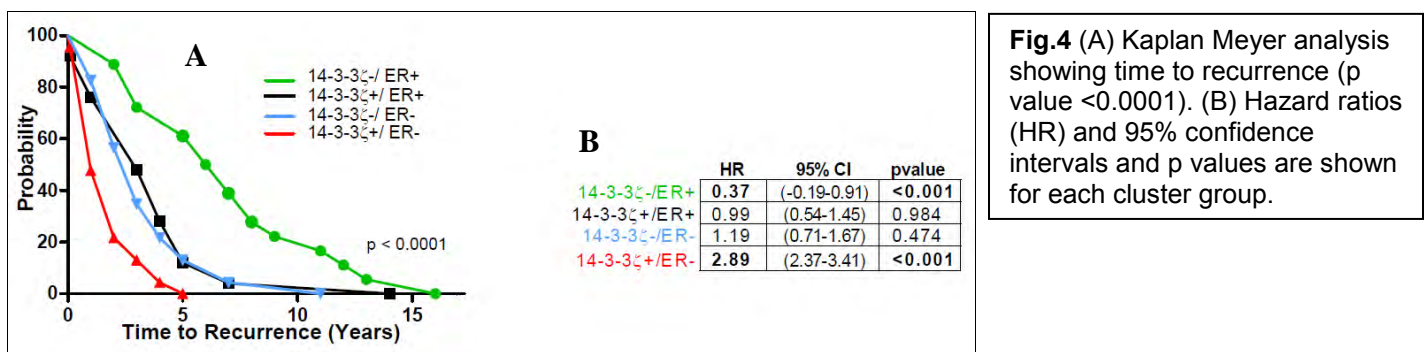 A
100
80
60
40
20
0
Probability
14-3-3ζ-/ ER+
14-3-3ζ+/ ER+
14-3-3ζ-/ ER-
14-3-3ζ+/ ER-
p < 0.0001
0 5 10 15
Time to Recurrence (Years)
B
HR 95% CI pvalue
14-3-3ζ-/ER+ 0.37 (-0.19-0.91) <0.001
14-3-3ζ+/ER+ 0.99 (0.54-1.45) 0.984
14-3-3ζ-/ER- 1.19 (0.71-1.67) 0.474
14-3-3ζ+/ER- 2.89 (2.37-3.41) <0.001
Fig.4 (A) Kaplan Meyer analysis
showing time to recurrence (p
value <0.0001). (B) Hazard ratios
(HR) and 95% confidence
intervals and p values are shown
for each cluster group.